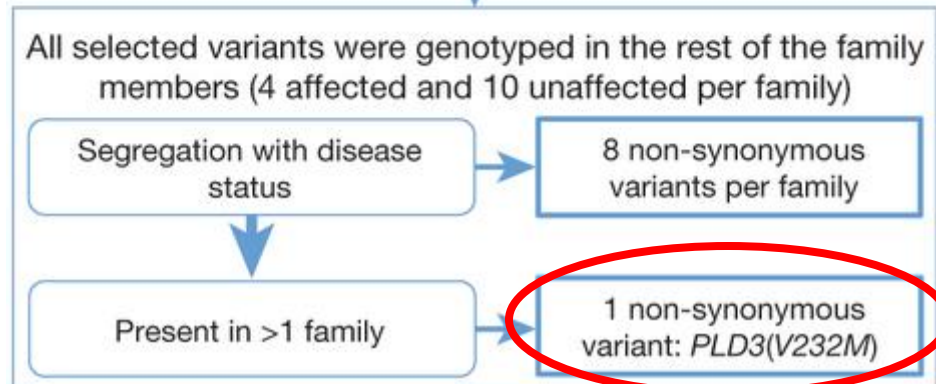 All selected variants were genotyped in the rest of the family
members (4 affected and 10 unaffected per family)
Segregation with disease
status
8 non-synonymous
variants per family
Present in >1 family
1 non-synonymous
variant: PLD3(V232M)